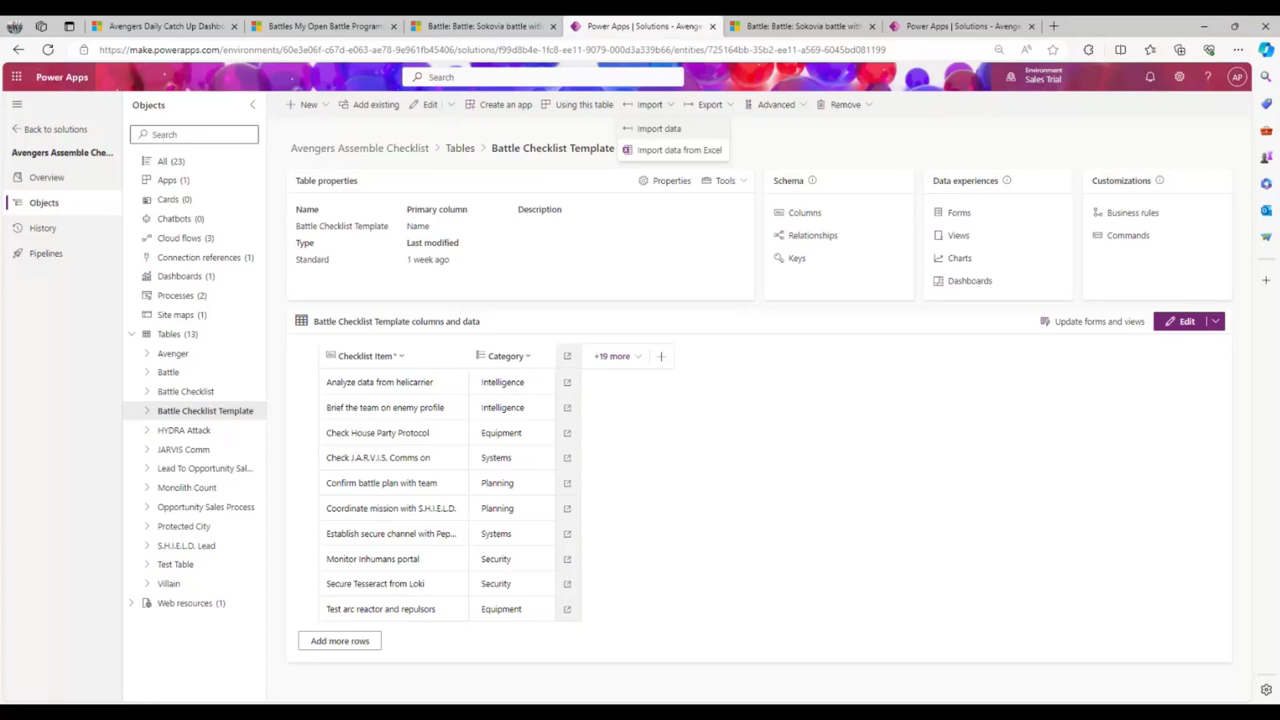 Avengers Daily Catch Up Dashbo
Battles My Open Battle Program
Battle: Battle: Sokovia battle with
Power Apps | Solutions - Avenge
Battle: Battle: Sokovia battle with
Power Apps | Solutions - Avenge
https://make.powerapps.com/environments/60e3e06f-c67d-e063-ae78-9e961fb45406/solutions/f99d8b4e-1fc8-ee11-9079-000d3a339b66/entities/725164bb-35b2-ee11-a569-6045bd081199
Power Apps
Search
Environment
Sales Trial
AP
Objects
New
Add existing
Edit
Create an app
Using this table
Import
Export
Advanced
Remove
Back to solutions
Avengers Assemble Che...
Overview
Objects
History
Pipelines
Search
All (23)
Apps (1)
Cards (0)
Chatbots (0)
Cloud flows (3)
Connection references (1)
Dashboards (1)
Processes (2)
Site maps (1)
Tables (13)
Avenger
Battle
Battle Checklist
Battle Checklist Template
HYDRA Attack
JARVIS Comm
Lead To Opportunity Sal...
Monolith Count
Opportunity Sales Process
Protected City
S.H.I.E.L.D. Lead
Test Table
Villain
Web resources (1)
Import data
Import data from Excel
Avengers Assemble Checklist > Tables > Battle Checklist Template
Table properties
Properties
Tools
Name
Primary column
Description
Battle Checklist Template
Name
Type
Last modified
Standard
1 week ago
Schema
Columns
Relationships
Keys
Data experiences
Forms
Views
Charts
Dashboards
Customizations
Business rules
Commands
Battle Checklist Template columns and data
Update forms and views
Edit
Checklist Item *
Category
+19 more
Analyze data from helicarrier
Intelligence
Brief the team on enemy profile
Intelligence
Check House Party Protocol
Equipment
Check J.A.R.V.I.S. Comms on
Systems
Confirm battle plan with team
Planning
Coordinate mission with S.H.I.E.L.D.
Planning
Establish secure channel with Pep...
Systems
Monitor Inhumans portal
Security
Secure Tesseract from Loki
Security
Test arc reactor and repulsors
Equipment
Add more rows